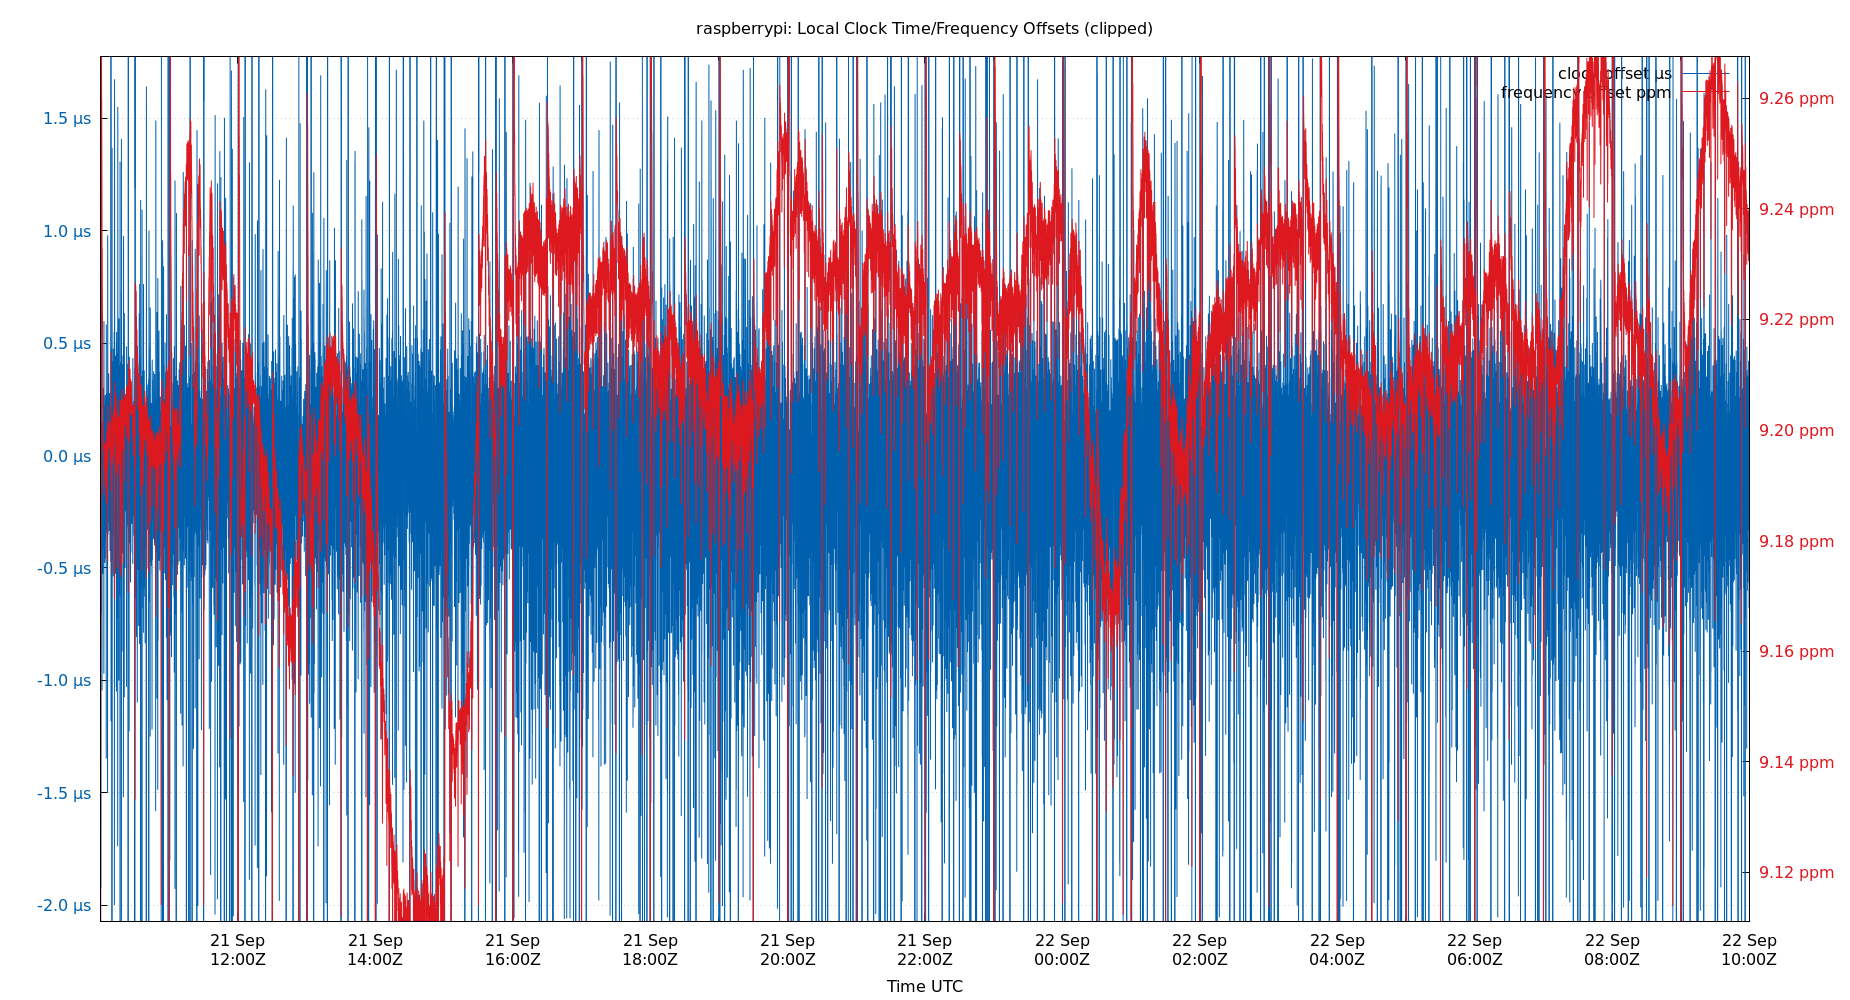 raspberrypi: Local Clock Time/Frequency Offsets (clipped)
clock offset µs
frequency offset ppm
1.5 µs
1.0 µs
0.5 µs
0.0 µs
-0.5 µs
-1.0 µs
-1.5 µs
-2.0 µs
9.26 ppm
9.24 ppm
9.22 ppm
9.20 ppm
9.18 ppm
9.16 ppm
9.14 ppm
9.12 ppm
21 Sep
12:00Z
21 Sep
14:00Z
21 Sep
16:00Z
21 Sep
18:00Z
21 Sep
20:00Z
21 Sep
22:00Z
22 Sep
00:00Z
22 Sep
02:00Z
22 Sep
04:00Z
22 Sep
06:00Z
22 Sep
08:00Z
22 Sep
10:00Z
Time UTC